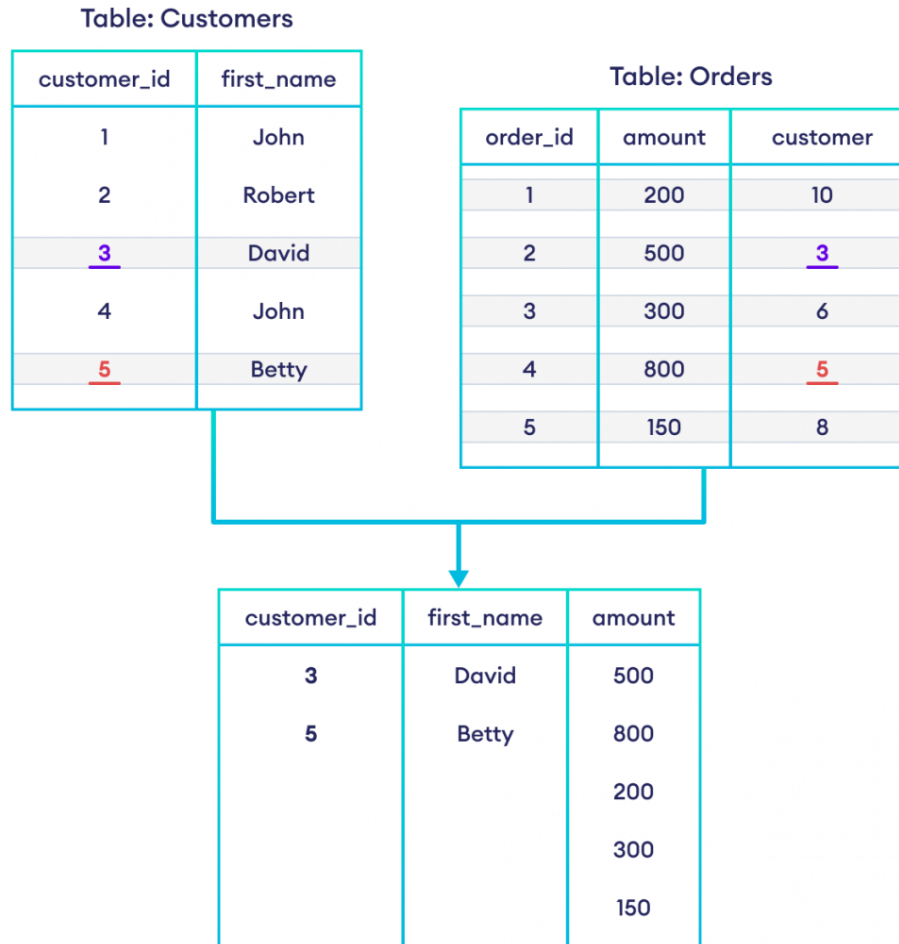 Table: Customers
customer_id first_name
1 John
2 Robert
3 David
4 John
5 Betty
Table: Orders
order_id amount customer
1 200 10
2 500 3
3 300 6
4 800 5
5 150 8
customer_id first_name amount
3 David 500
5 Betty 800
200
300
150